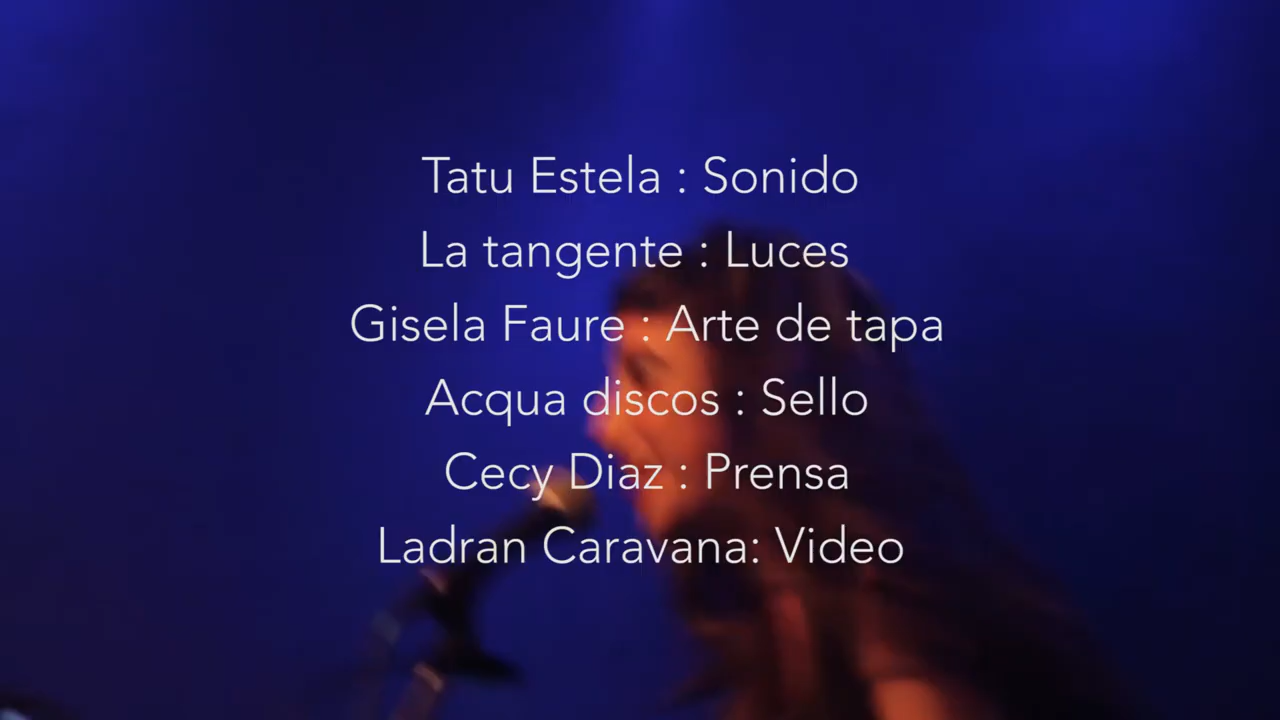 Tatu Estela : Sonido
La tangente : Luces
Gisela Faure : Arte de tapa
Acqua discos : Sello
Cecy Diaz : Prensa
Ladran Caravana: Video